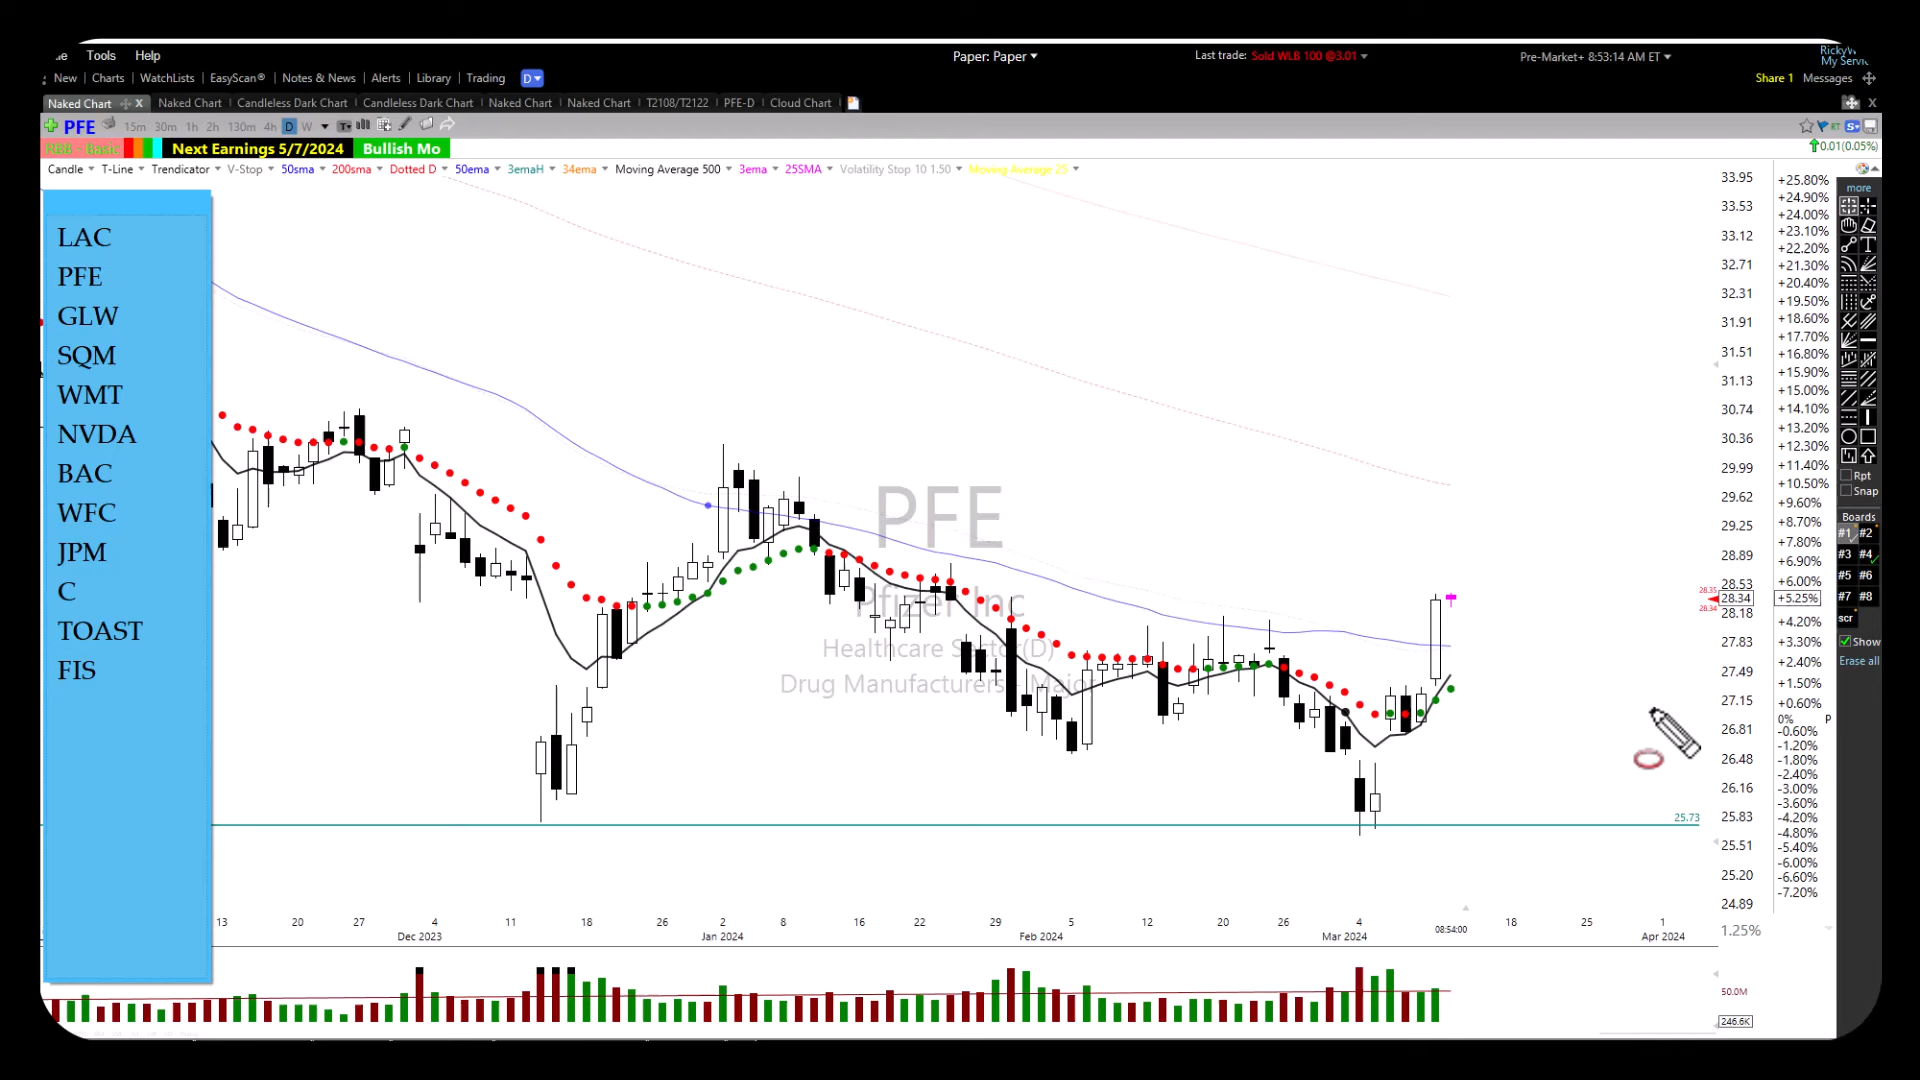 Tools Help Paper: Paper Last trade: Sold WLB 100 @3.01 Pre-Market+ 8:53:14 AM ET
New Charts WatchLists EasyScan® Notes & News Alerts Library Trading D Share 1 Messages
Naked Chart X Naked Chart Candleless Dark Chart Candleless Dark Chart Naked Chart Naked Chart T2108/T2122 PFE-D Cloud Chart X
PFE 15m 30m 1h 2h 130m 4h D W RT S
Next Earnings 5/7/2024 Bullish Mo 0.01(0.05%)
Candle T-Line Trendicator V-Stop 50sma 200sma Dotted D 50ema 3emaH 34ema Moving Average 500 3ema 25SMA Volatility Stop 10 1.50 Moving Average 25
LAC
PFE
GLW
SQM
WMT
NVDA
BAC
WFC
JPM
C
TOAST
FIS
PFE
Pfizer Inc
Healthcare Sector(D)
Drug Manufacturers - Major
25.73
33.95
33.53
33.12
32.71
32.31
31.91
31.51
31.13
30.74
30.36
29.99
29.62
29.25
28.89
28.53
28.35
28.34
28.34
28.18
27.83
27.49
27.15
26.81
26.48
26.16
25.83
25.51
25.20
24.89
+25.80%
+24.90%
+24.00%
+23.10%
+22.20%
+21.30%
+20.40%
+19.50%
+18.60%
+17.70%
+16.80%
+15.90%
+15.00%
+14.10%
+13.20%
+12.30%
+11.40%
+10.50%
+9.60%
+8.70%
+7.80%
+6.90%
+6.00%
+5.25%
+4.20%
+3.30%
+2.40%
+1.50%
+0.60%
0% P
-0.60%
-1.20%
-1.80%
-2.40%
-3.00%
-3.60%
-4.20%
-4.80%
-5.40%
-6.00%
-6.60%
-7.20%
more
Rpt
Snap
Boards
#1 #2
#3 #4
#5 #6
#7 #8
scr
Show
Erase all
13 20 27 4 11 18 26 2 8 16 22 29 5 12 20 26 4 08:54:00 18 25 1
Dec 2023 Jan 2024 Feb 2024 Mar 2024 Apr 2024
1.25%
50.0M
246.6K